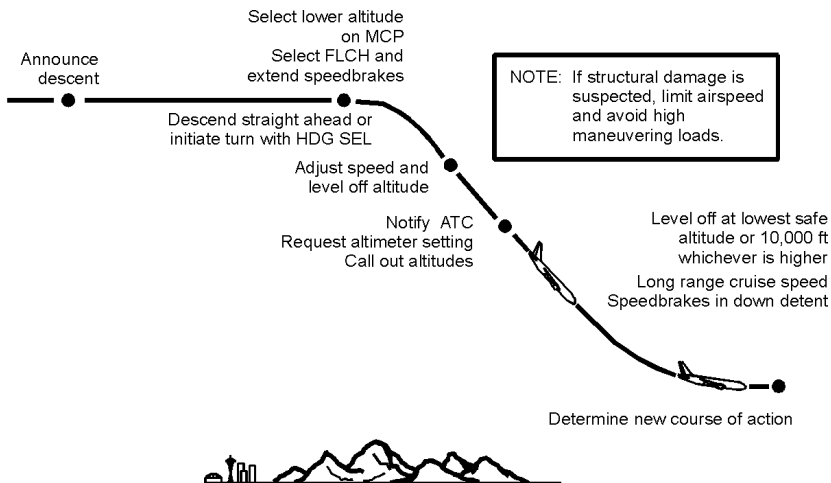 Announce
descent
Select lower altitude
on MCP
Select FLCH and
extend speedbrakes
Descend straight ahead or
initiate turn with HDG SEL
NOTE: If structural damage is
suspected, limit airspeed
and avoid high
maneuvering loads.
Adjust speed and
level off altitude
Notify ATC
Request altimeter setting
Call out altitudes
Level off at lowest safe
altitude or 10,000 ft
whichever is higher
Long range cruise speed
Speedbrakes in down detent
Determine new course of action